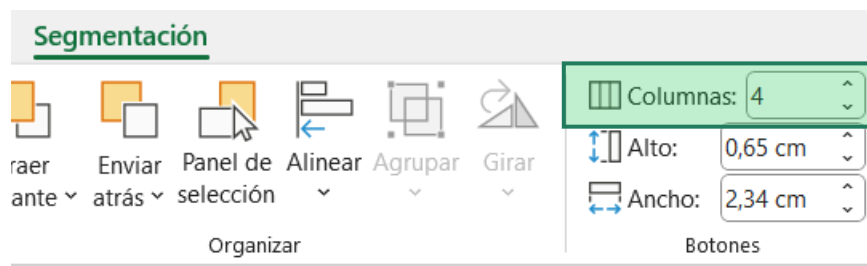 Segmentación
raer
ante
Enviar
atrás
Panel de
selección
Alinear
Agrupar
Girar
Organizar
Columnas: 4
Alto: 0,65 cm
Ancho: 2,34 cm
Botones